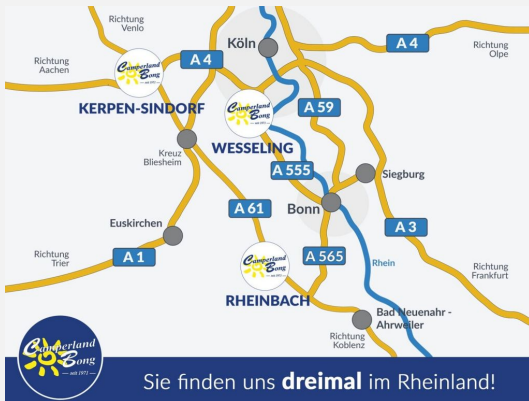 Richtung
Venlo
Köln
A 4
A 4
Richtung
Olpe
Richtung
Aachen
Camperland
Bong
KERPEN-SINDORF
A 59
Camperland
Bong
WESSELING
Kreuz
Bliesheim
A 555
Siegburg
Bonn
A 61
Euskirchen
A 3
Richtung
Trier
A 1
Camperland
Bong
A 565
Rhein
Richtung
Frankfurt
RHEINBACH
Bad Neuenahr -
Ahrweiler
Richtung
Koblenz
Camperland
Bong
seit 1971
Sie finden uns dreimal im Rheinland!